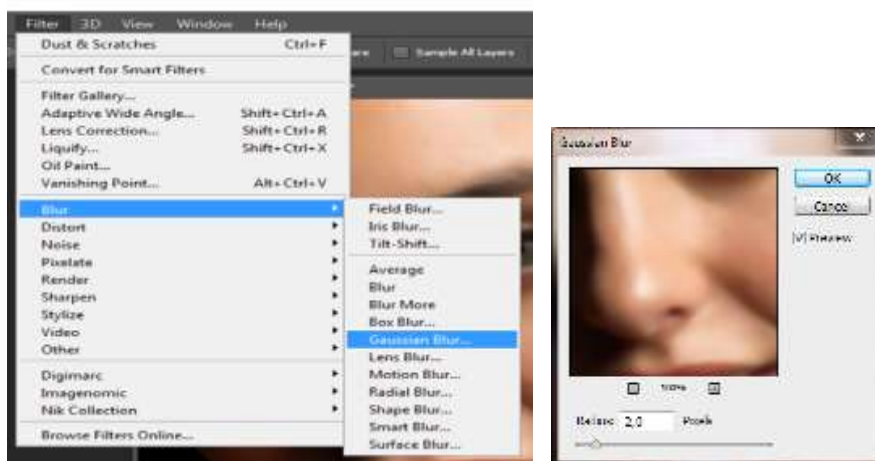 Filter 3D View Window Help
Sample All Layers
Dust & Scratches Ctrl+F
Convert for Smart Filters
Filter Gallery...
Adaptive Wide Angle... Shift+Ctrl+A
Lens Correction... Shift+Ctrl+R
Liquify... Shift+Ctrl+X
Oil Paint...
Vanishing Point... Alt+Ctrl+V
Blur
Distort
Noise
Pixelate
Render
Sharpen
Stylize
Video
Other
Digimarc
Imagenomic
Nik Collection
Browse Filters Online...
Field Blur...
Iris Blur...
Tilt-Shift...
Average
Blur
Blur More
Box Blur...
Gaussian Blur...
Lens Blur...
Motion Blur...
Radial Blur...
Shape Blur...
Smart Blur...
Surface Blur...
Gaussian Blur
OK
Cancel
Preview
100%
Radius: 2,0 Pixels